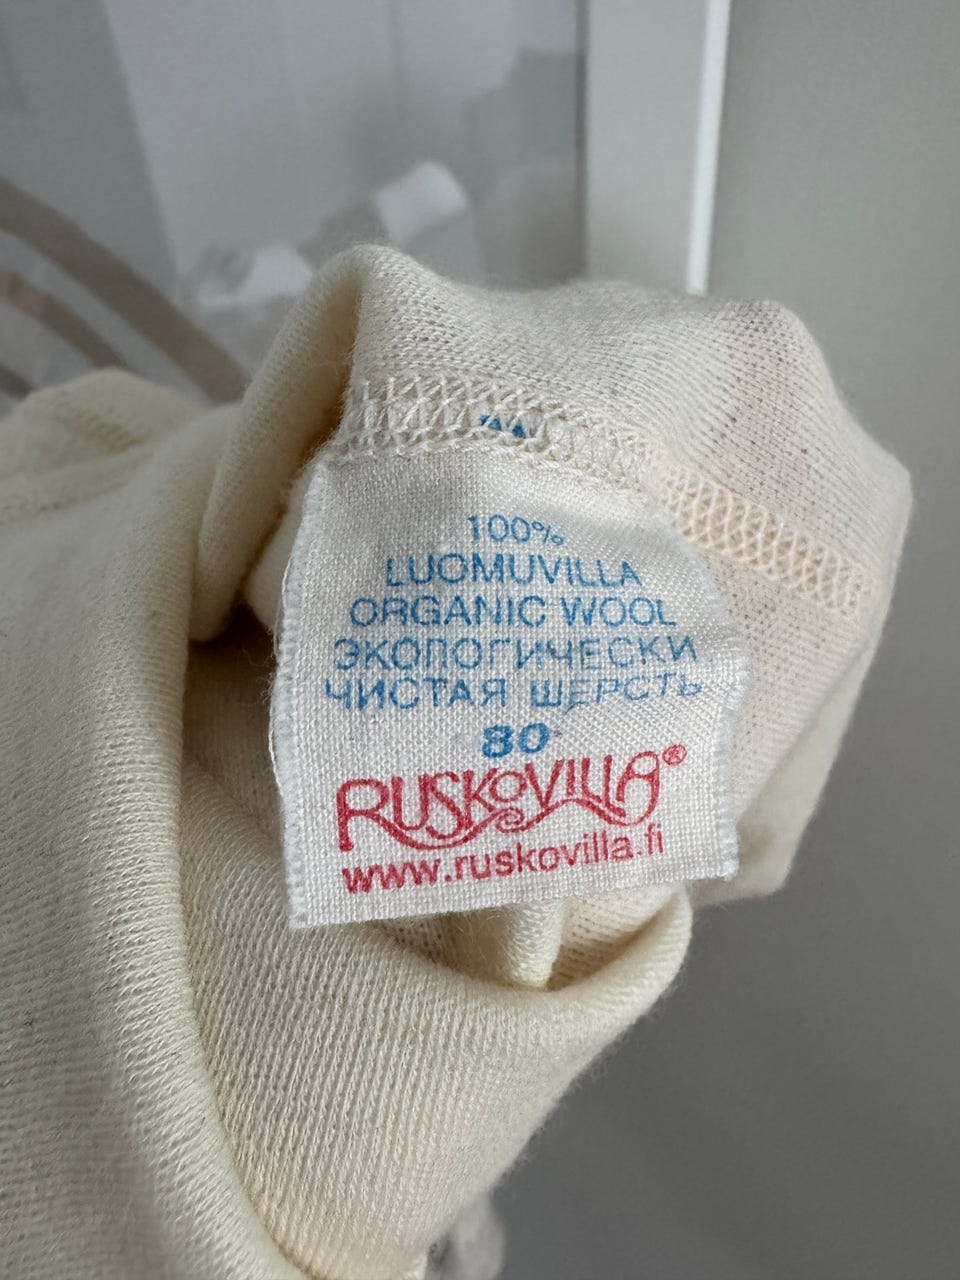 100%
LUOMUVILLA
ORGANIC WOOL
ЭКОЛОГИЧЕСКИ
ЧИСТАЯ ШЕРСТЬ
80
RUSKOVILLA®
www.ruskovilla.fi